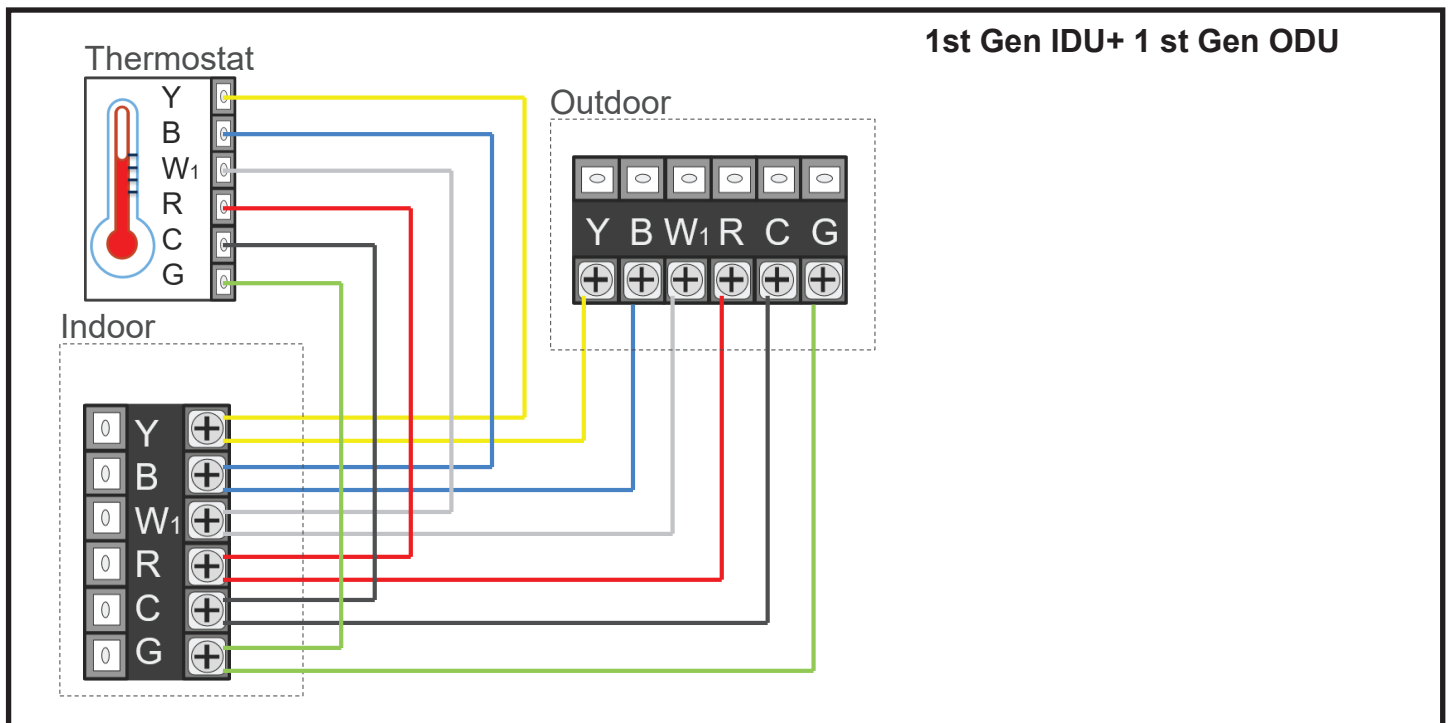 1st Gen IDU+ 1 st Gen ODU
Thermostat
Y
B
W1
R
C
G
Outdoor
Y B W1 R C G
Indoor
Y
B
W1
R
C
G